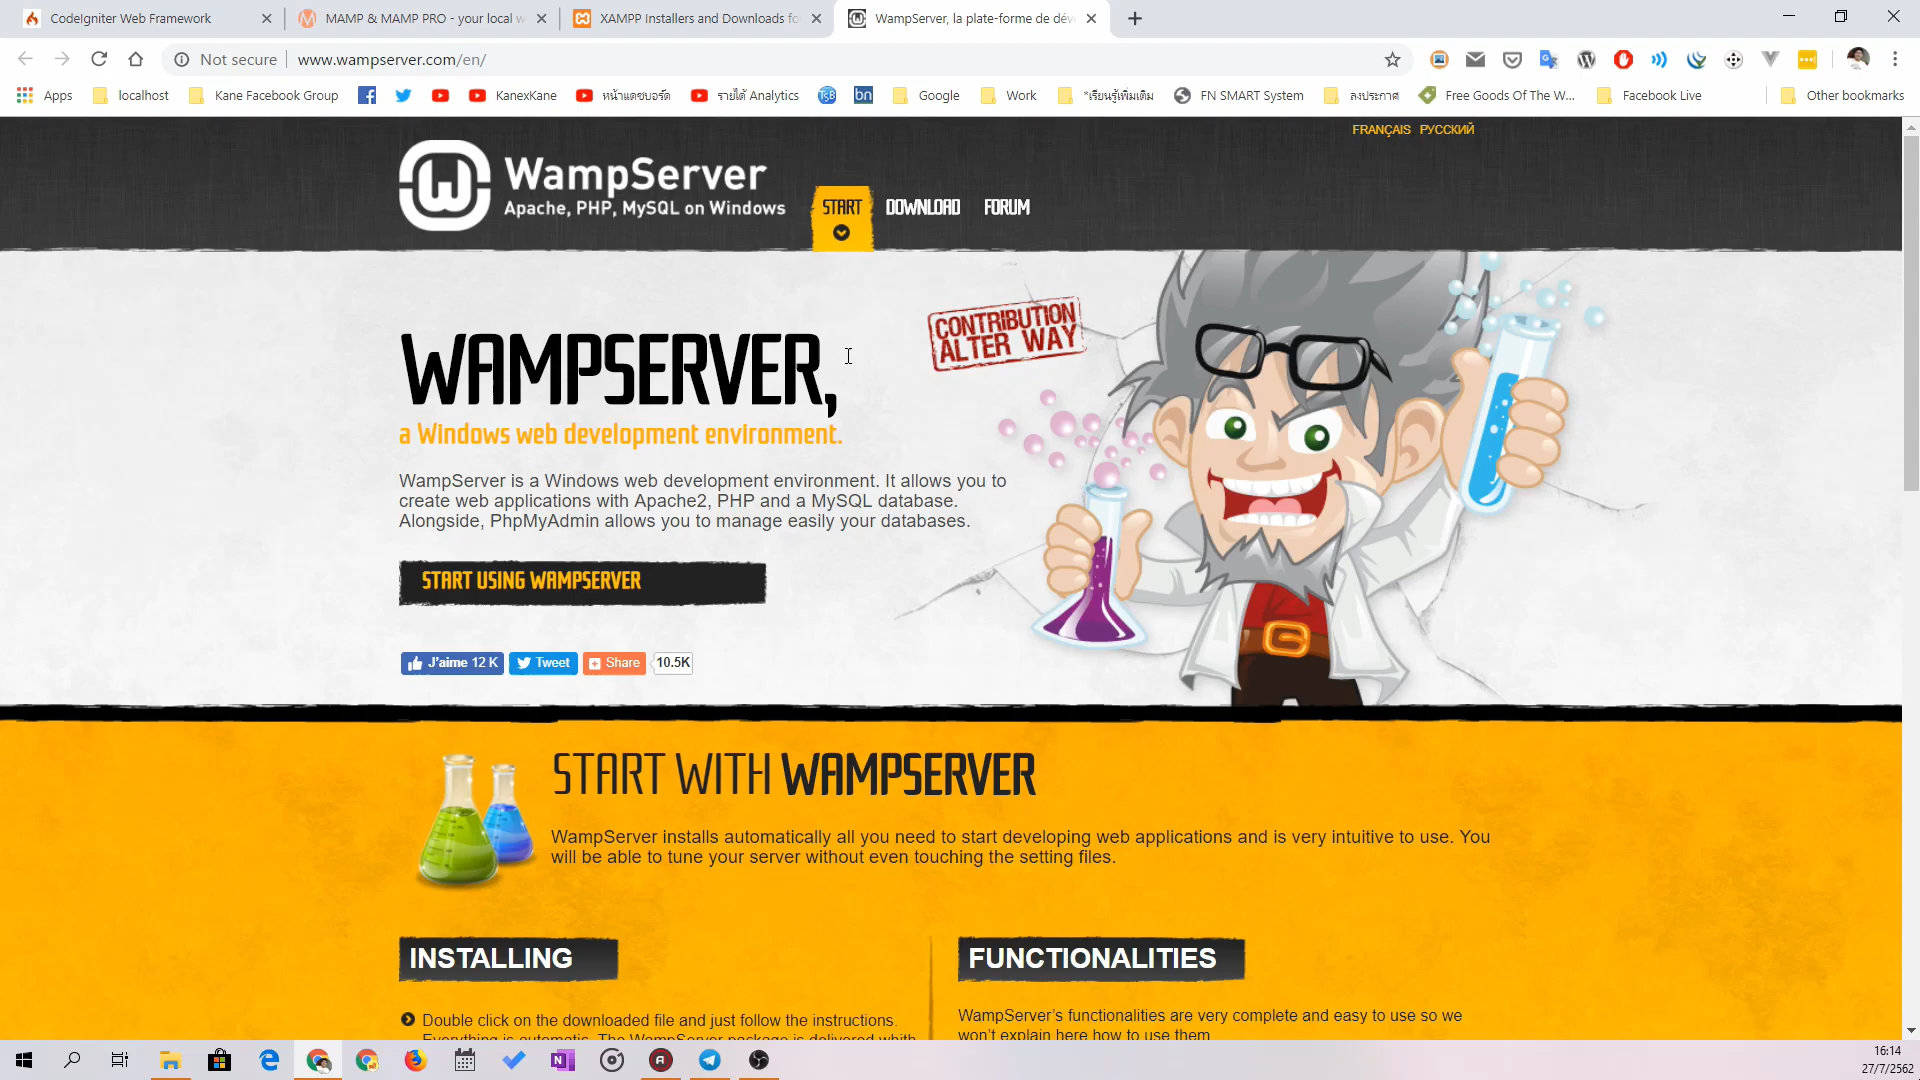 CodeIgniter Web Framework
MAMP & MAMP PRO - your local w
XAMPP Installers and Downloads fo
WampServer, la plate-forme de déve
Not secure
www.wampserver.com/en/
Apps
localhost
Kane Facebook Group
KanexKane
หน้าแดชบอร์ด
รายได้ Analytics
bn
Google
Work
*เรียนรู้เพิ่มเติม
FN SMART System
ลงประกาศ
Free Goods Of The W...
Facebook Live
Other bookmarks
FRANÇAIS РУССКИЙ
WampServer
Apache, PHP, MySQL on Windows
START
DOWNLOAD
FORUM
CONTRIBUTION
ALTER WAY
WAMPSERVER,
a Windows web development environment.
WampServer is a Windows web development environment. It allows you to
create web applications with Apache2, PHP and a MySQL database.
Alongside, PhpMyAdmin allows you to manage easily your databases.
START USING WAMPSERVER
J'aime 12 K
Tweet
Share
10.5K
START WITH WAMPSERVER
WampServer installs automatically all you need to start developing web applications and is very intuitive to use. You
will be able to tune your server without even touching the setting files.
INSTALLING
FUNCTIONALITIES
Double click on the downloaded file and just follow the instructions.
Everything is automatic. The WampServer package is delivered whith
WampServer's functionalities are very complete and easy to use so we
won't explain here how to use them
16:14
27/7/2562